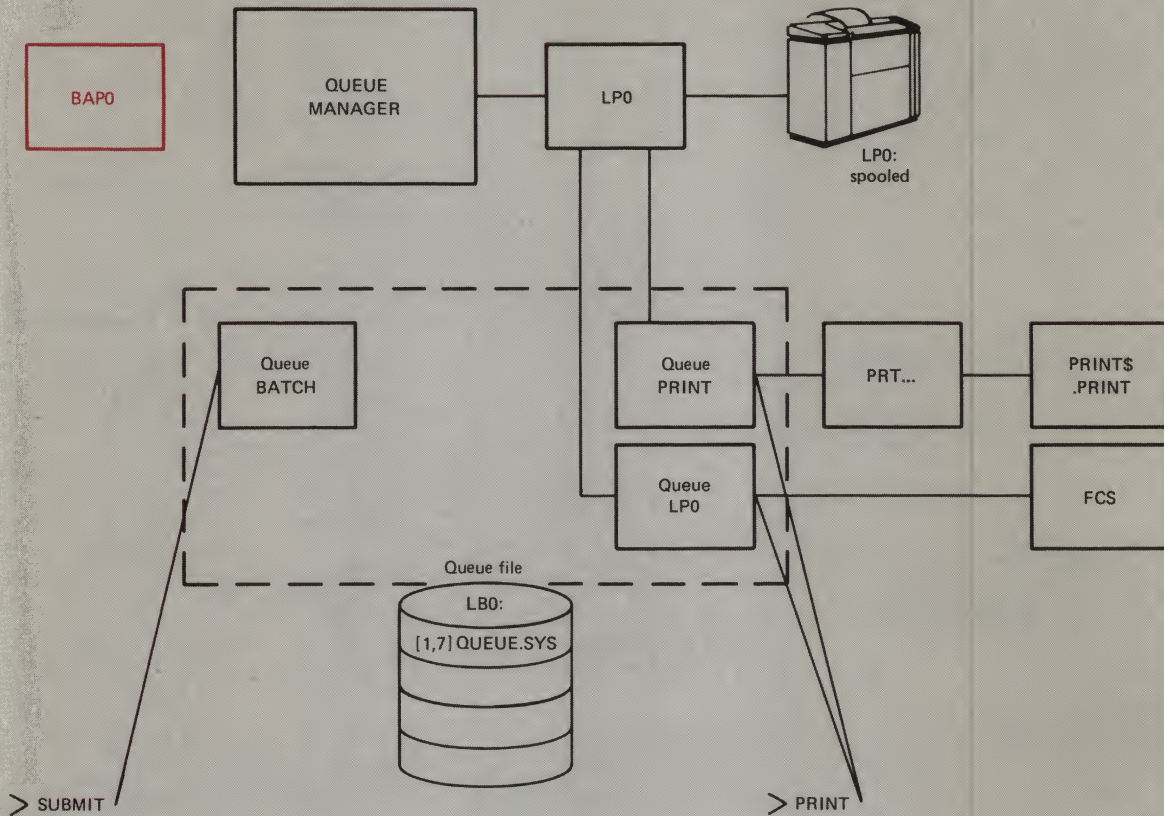 BAP0
QUEUE
MANAGER
LP0
LP0:
spooled
Queue
BATCH
Queue
PRINT
PRT...
PRINT$
.PRINT
Queue
LP0
FCS
Queue file
LB0:
[1,7] QUEUE.SYS
> SUBMIT
> PRINT